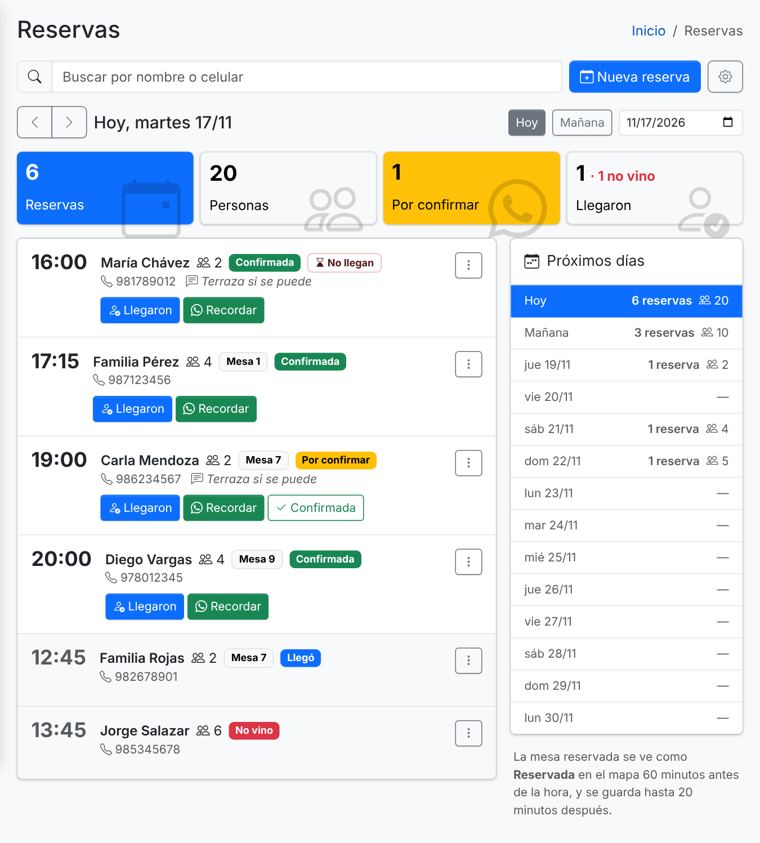 Reservas
Inicio / Reservas
Buscar por nombre o celular
Nueva reserva
Hoy, martes 17/11
Hoy
Mañana
11/17/2026
6
Reservas
20
Personas
1
Por confirmar
1 · 1 no vino
Llegaron
16:00 María Chávez 2 Confirmada No llegan
981789012 Terraza si se puede
Llegaron Recordar
17:15 Familia Pérez 4 Mesa 1 Confirmada
987123456
Llegaron Recordar
19:00 Carla Mendoza 2 Mesa 7 Por confirmar
986234567 Terraza si se puede
Llegaron Recordar Confirmada
20:00 Diego Vargas 4 Mesa 9 Confirmada
978012345
Llegaron Recordar
12:45 Familia Rojas 2 Mesa 7 Llegó
982678901
13:45 Jorge Salazar 6 No vino
985345678
Próximos días
Hoy 6 reservas 20
Mañana 3 reservas 10
jue 19/11 1 reserva 2
vie 20/11 —
sáb 21/11 1 reserva 4
dom 22/11 1 reserva 5
lun 23/11 —
mar 24/11 —
mié 25/11 —
jue 26/11 —
vie 27/11 —
sáb 28/11 —
dom 29/11 —
lun 30/11 —
La mesa reservada se ve como
Reservada en el mapa 60 minutos antes
de la hora, y se guarda hasta 20
minutos después.